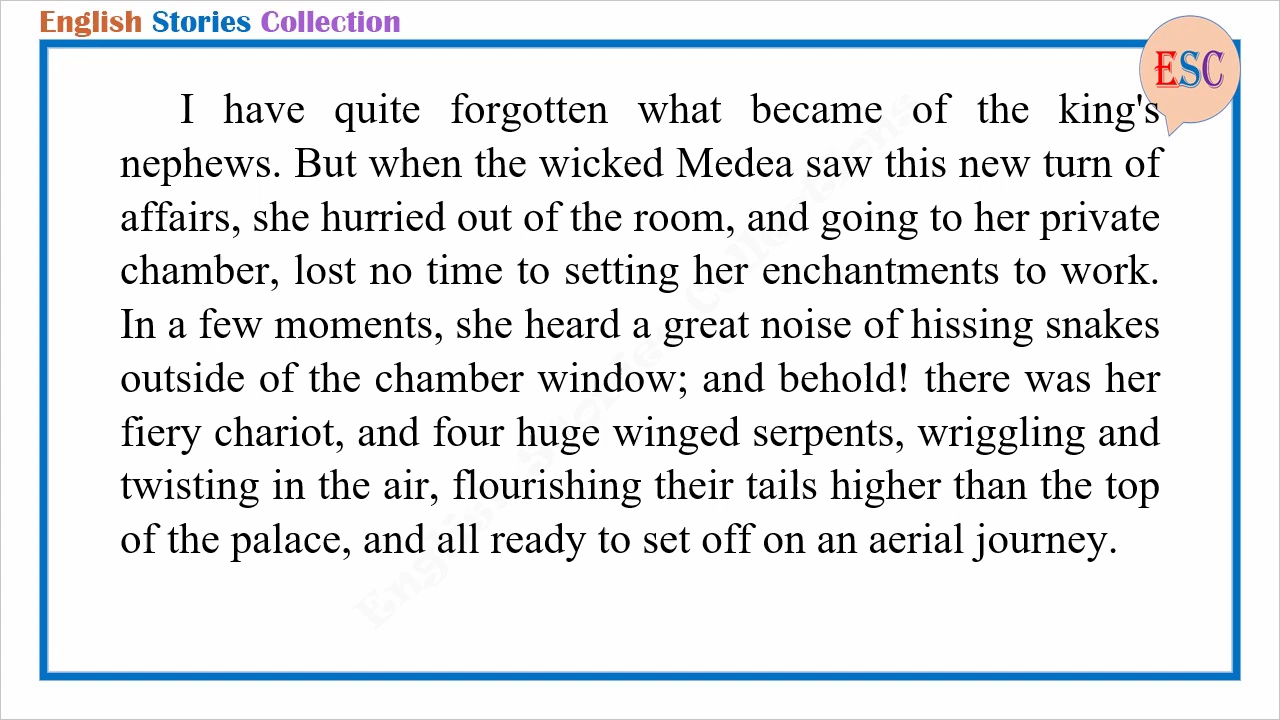 English Stories Collection
ESC
I have quite forgotten what became of the king's
nephews. But when the wicked Medea saw this new turn of
affairs, she hurried out of the room, and going to her private
chamber, lost no time to setting her enchantments to work.
In a few moments, she heard a great noise of hissing snakes
outside of the chamber window; and behold! there was her
fiery chariot, and four huge winged serpents, wriggling and
twisting in the air, flourishing their tails higher than the top
of the palace, and all ready to set off on an aerial journey.